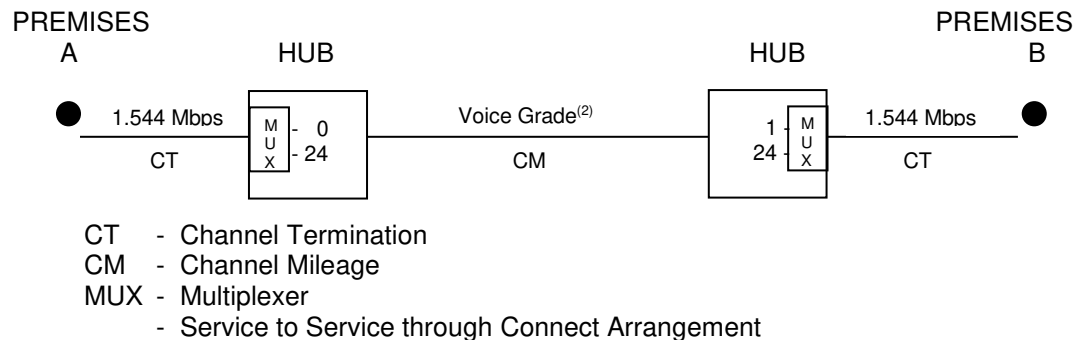 PREMISES PREMISES
A HUB HUB B
1.544 Mbps Voice Grade(2) 1.544 Mbps
M
U
X
- 0
- 24
1 -
24 -
M
U
X
CT CM CT
CT - Channel Termination
CM - Channel Mileage
MUX - Multiplexer
- Service to Service through Connect Arrangement